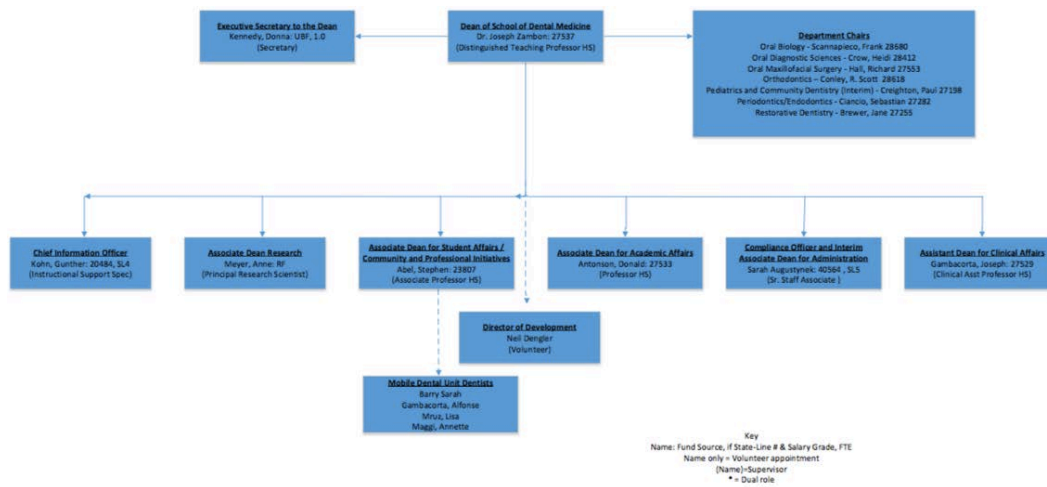 Executive Secretary to the Dean
Kennedy, Donna: UBF, 1.0
(Secretary)
Dean of School of Dental Medicine
Dr. Joseph Zambon: 27537
(Distinguished Teaching Professor HS)
Department Chairs
Oral Biology - Scannapieco, Frank 28680
Oral Diagnostic Sciences - Crow, Heidi 28412
Oral Maxillofacial Surgery - Hall, Richard 27553
Orthodontics – Conley, R. Scott 28618
Pediatrics and Community Dentistry (Interim) - Creighton, Paul 27198
Periodontics/Endodontics - Ciancio, Sebastian 27282
Restorative Dentistry - Brewer, Jane 27255
Chief Information Officer
Kohn, Gunther: 20484, SL4
(Instructional Support Spec)
Associate Dean Research
Meyer, Anne: RF
(Principal Research Scientist)
Associate Dean for Student Affairs /
Community and Professional Initiatives
Abel, Stephen: 23807
(Associate Professor HS)
Associate Dean for Academic Affairs
Antonson, Donald: 27533
(Professor HS)
Compliance Officer and Interim
Associate Dean for Administration
Sarah Augustynek: 40564 , SL5
(Sr. Staff Associate )
Assistant Dean for Clinical Affairs
Gambacorta, Joseph: 27529
(Clinical Asst Professor HS)
Director of Development
Neil Dengler
(Volunteer)
Mobile Dental Unit Dentists
Barry Sarah
Gambacorta, Alfonse
Mruz, Lisa
Maggi, Annette
Key
Name: Fund Source, if State-Line # & Salary Grade, FTE
Name only = Volunteer appointment
(Name)=Supervisor
* = Dual role